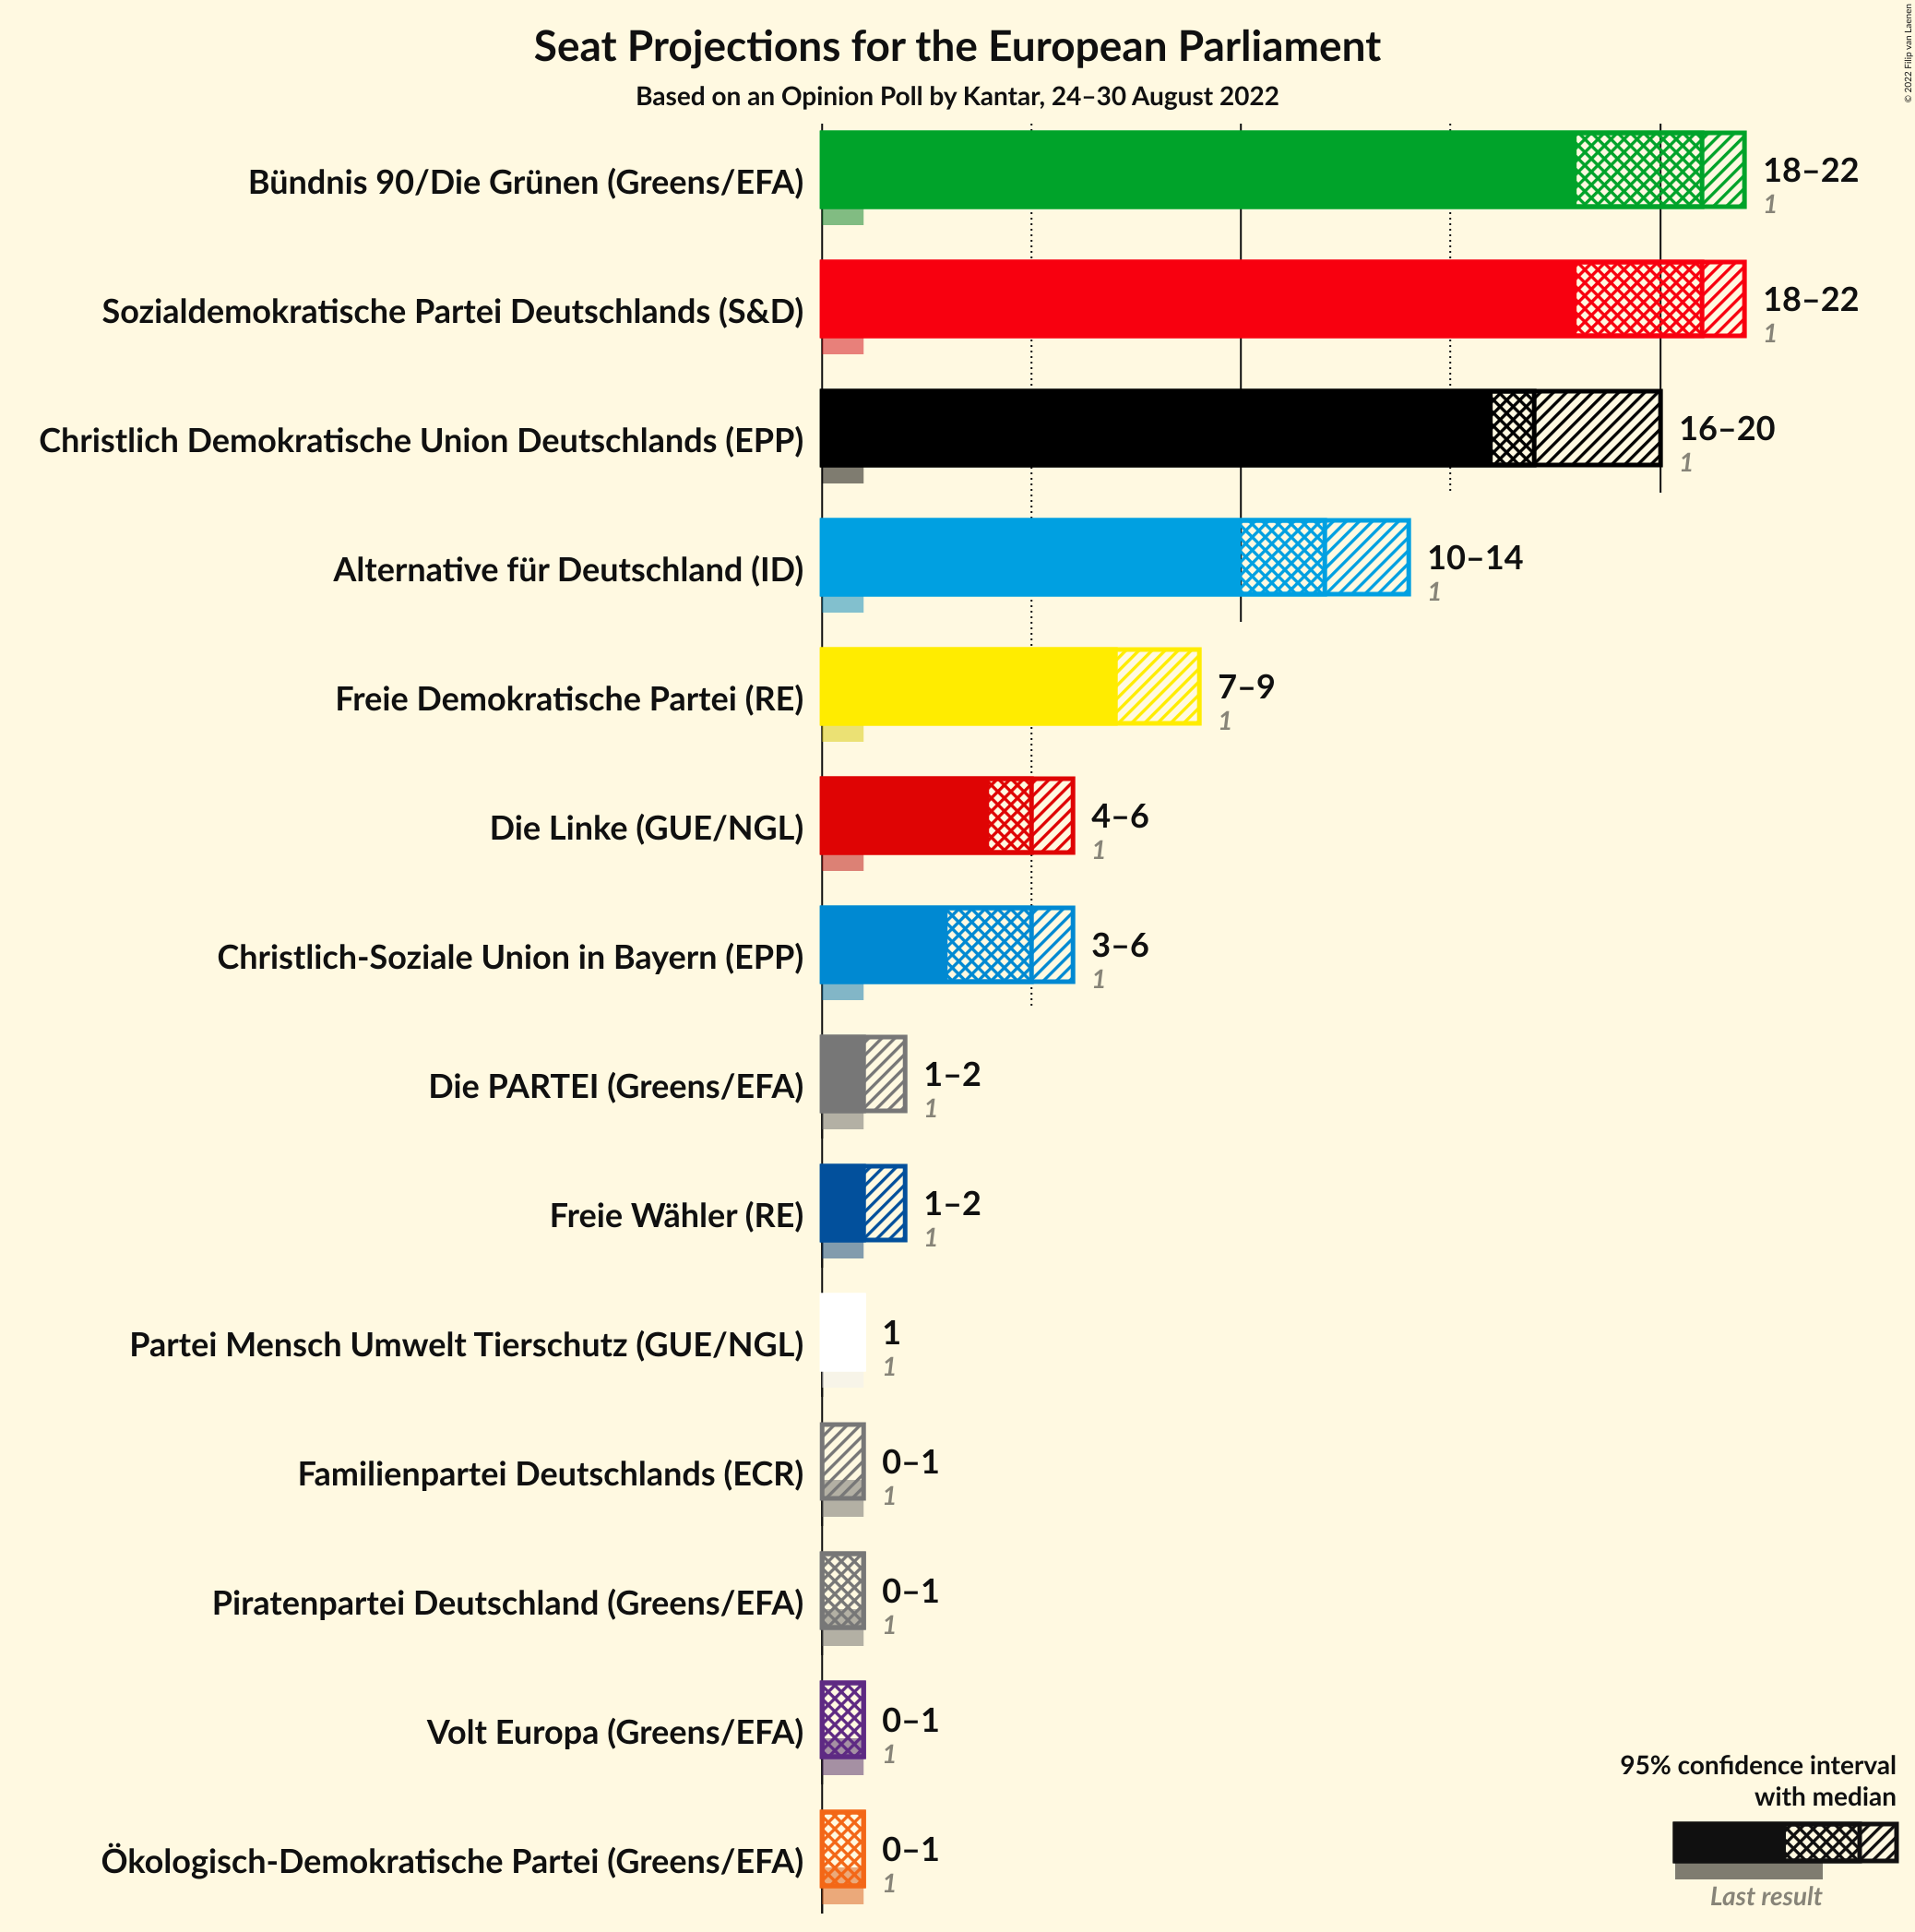 Seat Projections for the European Parliament
Based on an Opinion Poll by Kantar, 24–30 August 2022
© 2022 Filip van Laenen
Bündnis 90/Die Grünen (Greens/EFA)
18–22
1
Sozialdemokratische Partei Deutschlands (S&D)
18–22
1
Christlich Demokratische Union Deutschlands (EPP)
16–20
1
Alternative für Deutschland (ID)
10–14
1
Freie Demokratische Partei (RE)
7–9
1
Die Linke (GUE/NGL)
4–6
1
Christlich-Soziale Union in Bayern (EPP)
3–6
1
Die PARTEI (Greens/EFA)
1–2
1
Freie Wähler (RE)
1–2
1
Partei Mensch Umwelt Tierschutz (GUE/NGL)
1
1
Familienpartei Deutschlands (ECR)
0–1
1
Piratenpartei Deutschland (Greens/EFA)
0–1
1
Volt Europa (Greens/EFA)
0–1
1
Ökologisch-Demokratische Partei (Greens/EFA)
0–1
1
95% confidence interval
with median
Last result